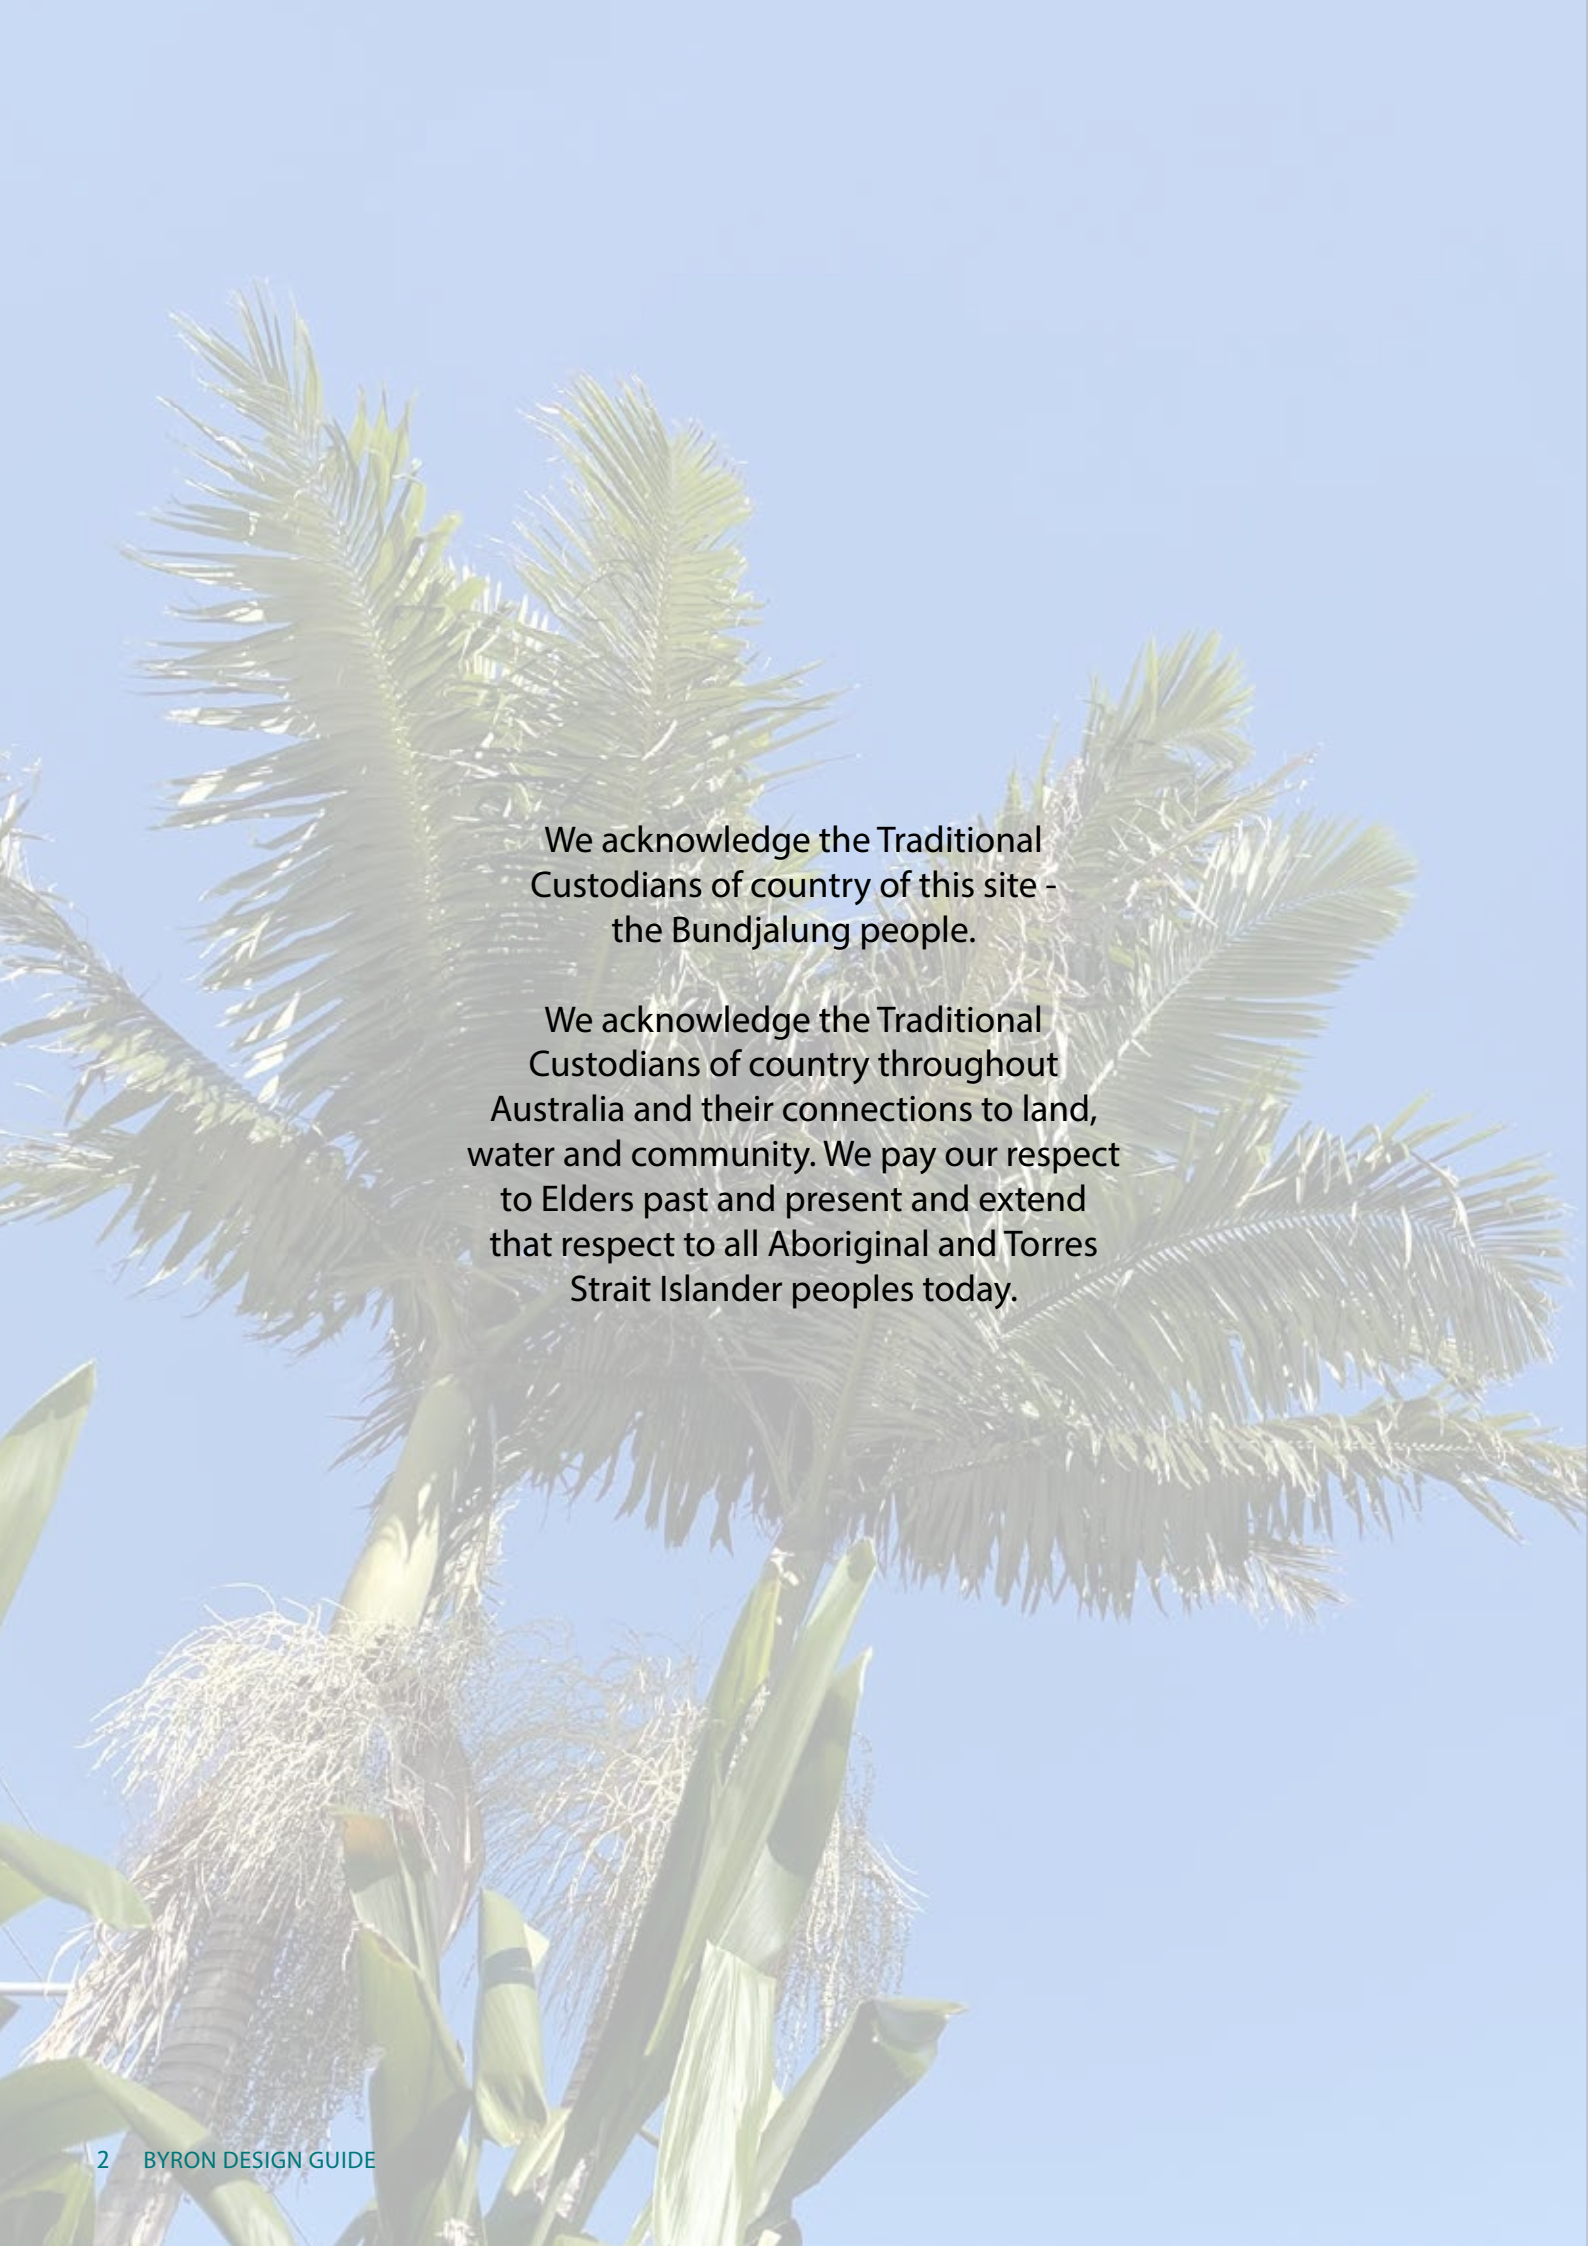 We acknowledge the Traditional
Custodians of country of this site -
the Bundjalung people.
We acknowledge the Traditional
Custodians of country throughout
Australia and their connections to land,
water and community. We pay our respect
to Elders past and present and extend
that respect to all Aboriginal and Torres
Strait Islander peoples today.
2 BYRON DESIGN GUIDE